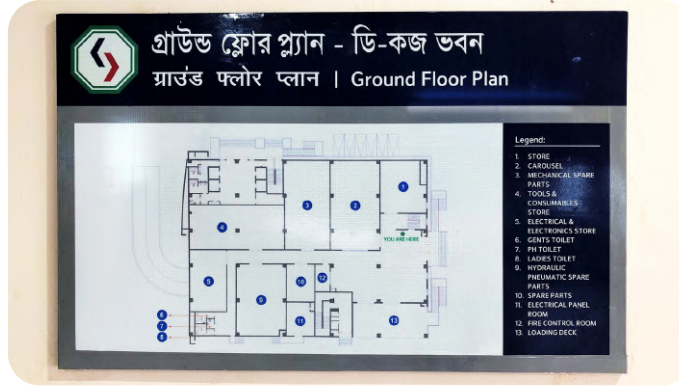 গ্রাউন্ড ফ্লোর প্ল্যান - ডি-কজ ভবন
ग्राउंड फ्लोर प्लान | Ground Floor Plan
Legend:
1. STORE
2. CAROUSEL
3. MECHANICAL SPARE
PARTS
4. TOOLS &
CONSUMABLES
STORE
5. ELECTRICAL &
ELECTRONICS STORE
6. GENTS TOILET
7. PH TOILET
8. LADIES TOILET
9. HYDRAULIC
PNEUMATIC SPARE
PARTS
10. SPARE PARTS
11. ELECTRICAL PANEL
ROOM
12. FIRE CONTROL ROOM
13. LOADING DECK
1
3
2
4
YOU ARE HERE
5
10
12
9
6
7
8
11
13